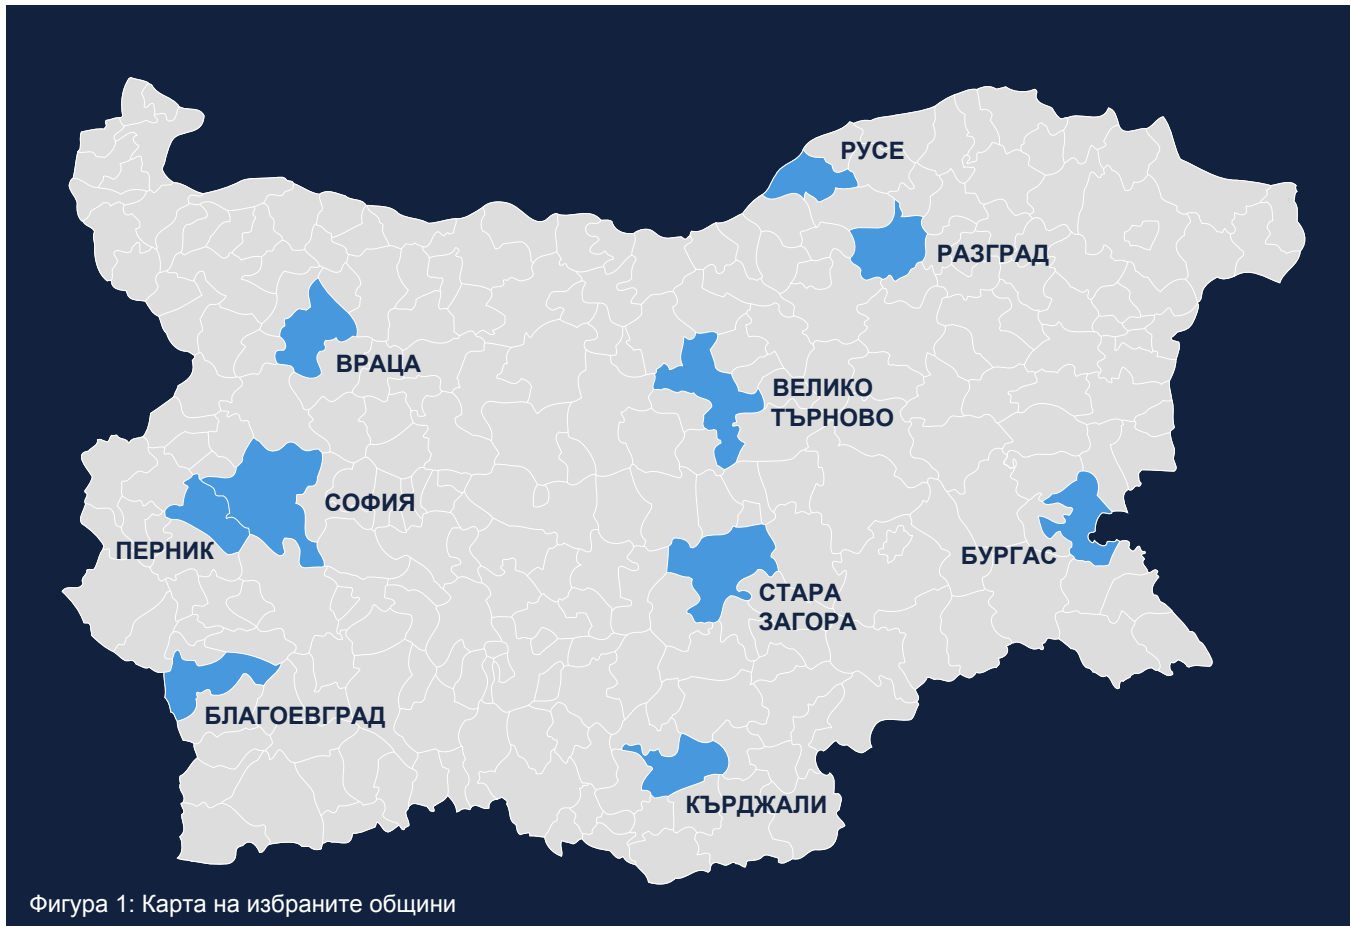 РУСЕ
РАЗГРАД
ВРАЦА
ВЕЛИКО
ТЪРНОВО
СОФИЯ
ПЕРНИК
БУРГАС
СТАРА
ЗАГОРА
БЛАГОЕВГРАД
КЪРДЖАЛИ
Фигура 1: Карта на избраните общини